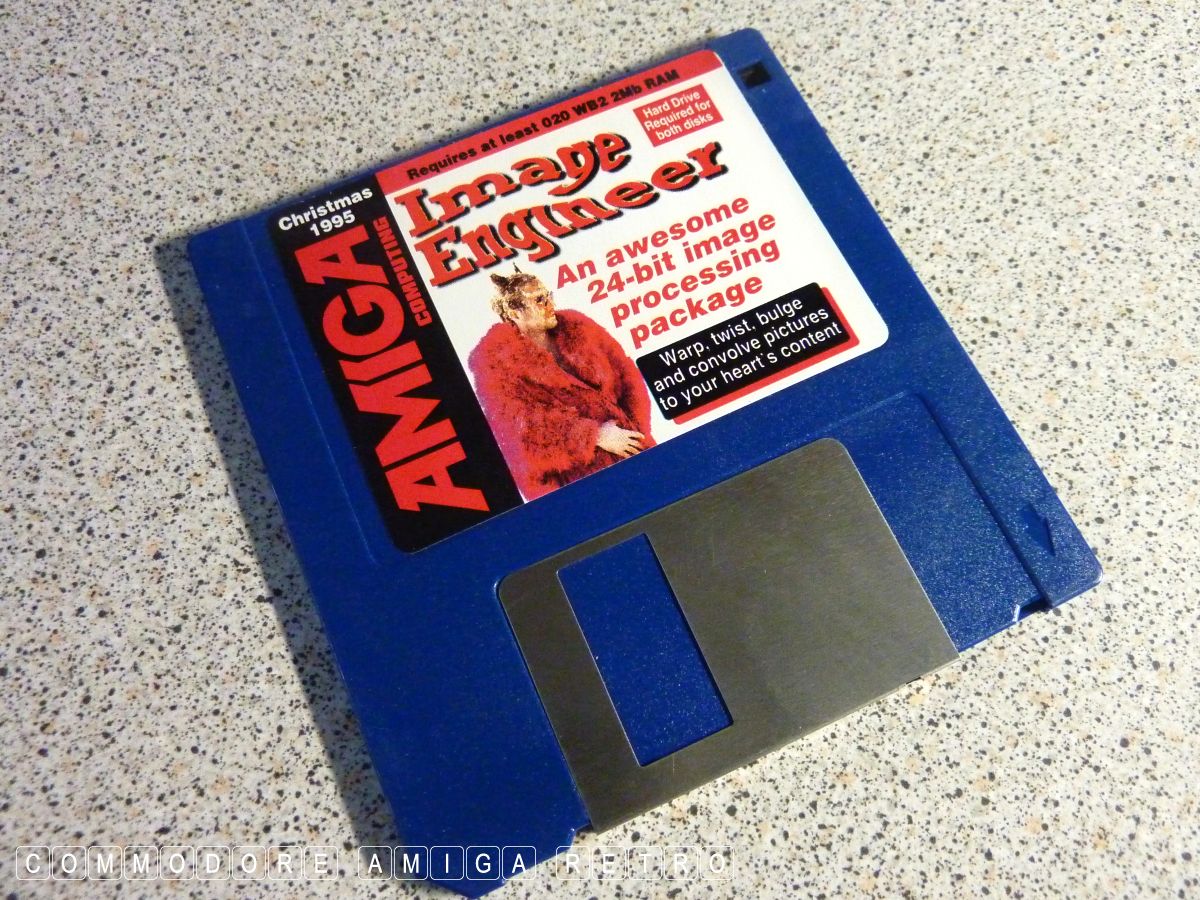 Requires at least 020 WB2 2Mb RAM
Hard Drive
Required for
both disks
Christmas
1995
AMIGA
COMPUTING
Image
Engineer
An awesome
24-bit image
processing
package
Warp, twist, bulge
and convolve pictures
to your heart's content
COMMODORE AMIGA RETRO